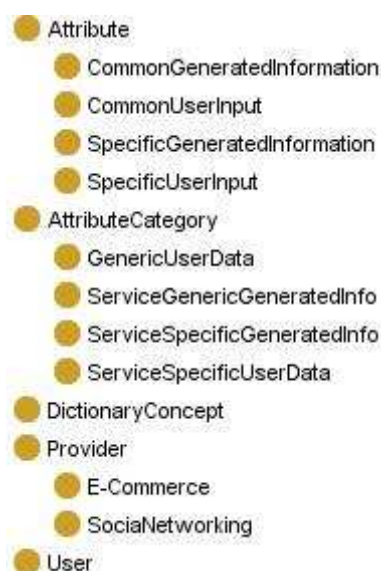 Attribute
CommonGeneratedInformation
CommonUserInput
SpecificGeneratedInformation
SpecificUserInput
AttributeCategory
GenericUserData
ServiceGenericGeneratedInfo
ServiceSpecificGeneratedInfo
ServiceSpecificUserData
DictionaryConcept
Provider
E-Commerce
SociaNetworking
User